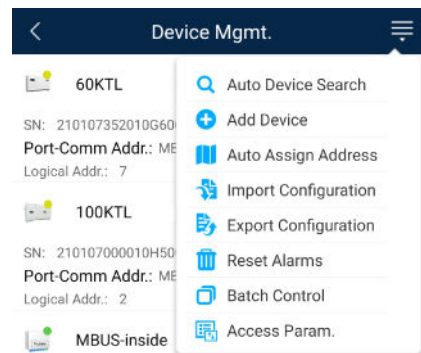 Device Mgmt.
60KTL
SN: 210107352010G60
Port-Comm Addr.: MB
Logical Addr.: 7
100KTL
SN: 210107000010H50
Port-Comm Addr.: MB
Logical Addr.: 2
MBUS-inside
Auto Device Search
Add Device
Auto Assign Address
Import Configuration
Export Configuration
Reset Alarms
Batch Control
Access Param.